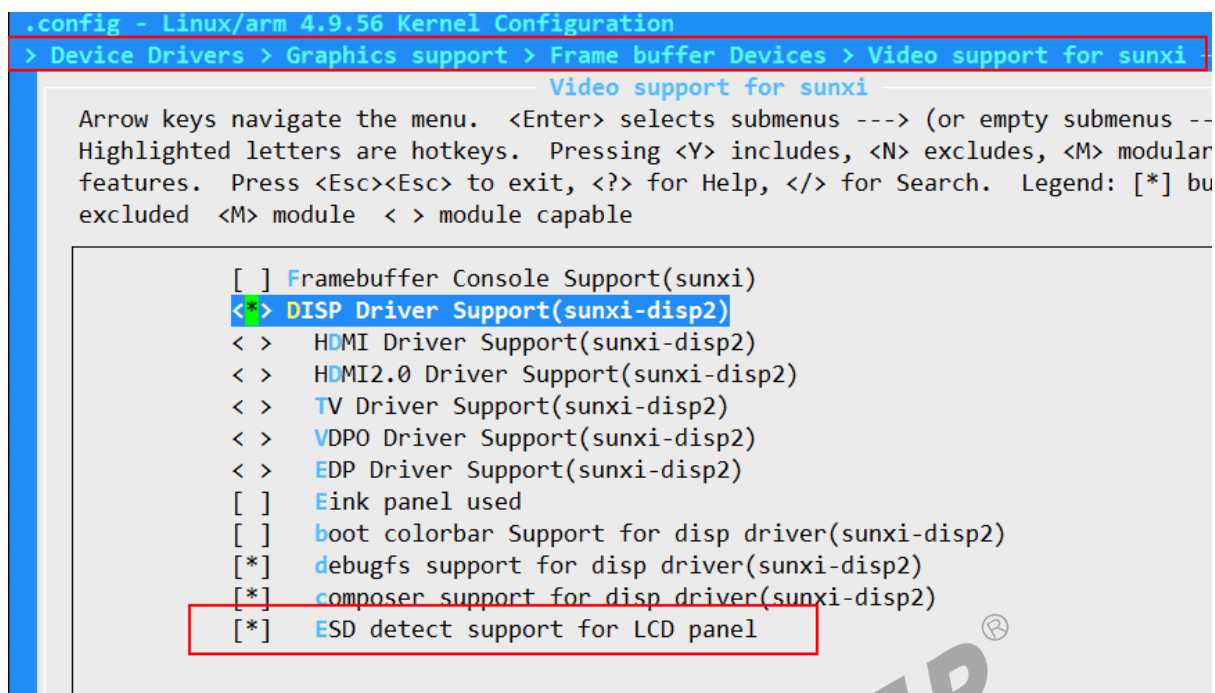 .config - Linux/arm 4.9.56 Kernel Configuration
> Device Drivers > Graphics support > Frame buffer Devices > Video support for sunxi -
Video support for sunxi
Arrow keys navigate the menu.  <Enter> selects submenus ---> (or empty submenus --
Highlighted letters are hotkeys.  Pressing <Y> includes, <N> excludes, <M> modular
features.  Press <Esc><Esc> to exit, <?> for Help, </> for Search.  Legend: [*] bu
excluded  <M> module  < > module capable
[ ] Framebuffer Console Support(sunxi)
<*> DISP Driver Support(sunxi-disp2)
< >   HDMI Driver Support(sunxi-disp2)
< >   HDMI2.0 Driver Support(sunxi-disp2)
< >   TV Driver Support(sunxi-disp2)
< >   VDPO Driver Support(sunxi-disp2)
< >   EDP Driver Support(sunxi-disp2)
[ ]   Eink panel used
[ ]   boot colorbar Support for disp driver(sunxi-disp2)
[*]   debugfs support for disp driver(sunxi-disp2)
[*]   composer support for disp driver(sunxi-disp2)
[*]   ESD detect support for LCD panel
®